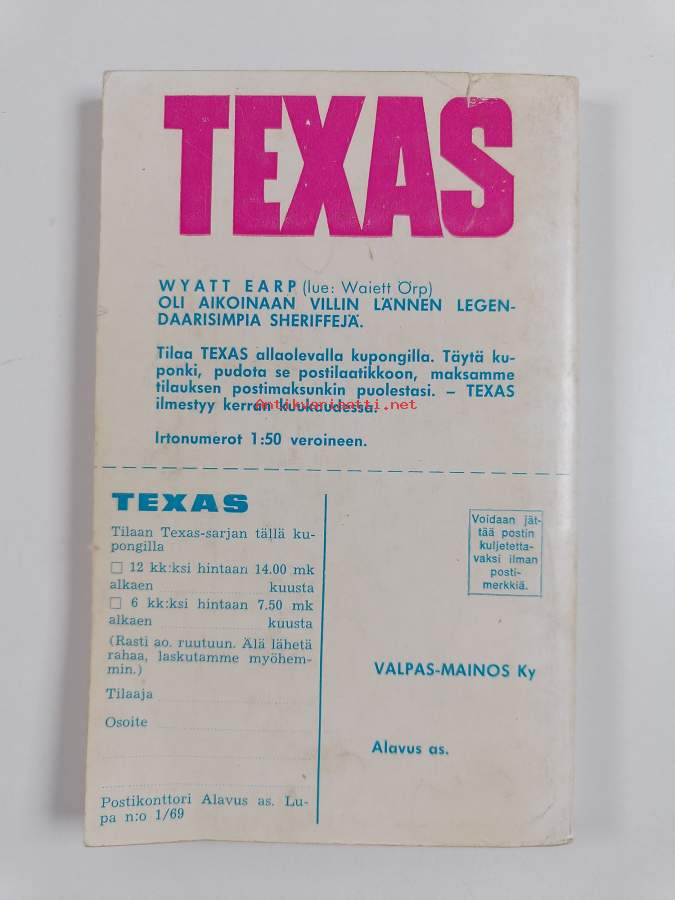 TEXAS
WYATT EARP (lue: Waiett Örp)
OLI AIKOINAAN VILLIN LÄNNEN LEGEN-
DAARISIMPIA SHERIFFEJÄ.
Tilaa TEXAS allaolevalla kupongilla. Täytä ku-
ponki, pudota se postilaatikkoon, maksamme
tilauksen postimaksunkin puolestasi. – TEXAS
ilmestyy kerran kuukaudessa.
Antikvariaatti.net
Irtonumerot 1:50 veroineen.
TEXAS
Tilaan Texas-sarjan tällä ku-
pongilla
12 kk:ksi hintaan 14.00 mk
alkaen kuusta
6 kk:ksi hintaan 7.50 mk
alkaen kuusta
(Rasti ao. ruutuun. Älä lähetä
rahaa, laskutamme myöhem-
min.)
Tilaaja
Osoite
Postikonttori Alavus as. Lu-
pa n:o 1/69
Voidaan jät-
tää postin
kuljetetta-
vaksi ilman
posti-
merkkiä.
VALPAS-MAINOS Ky
Alavus as.